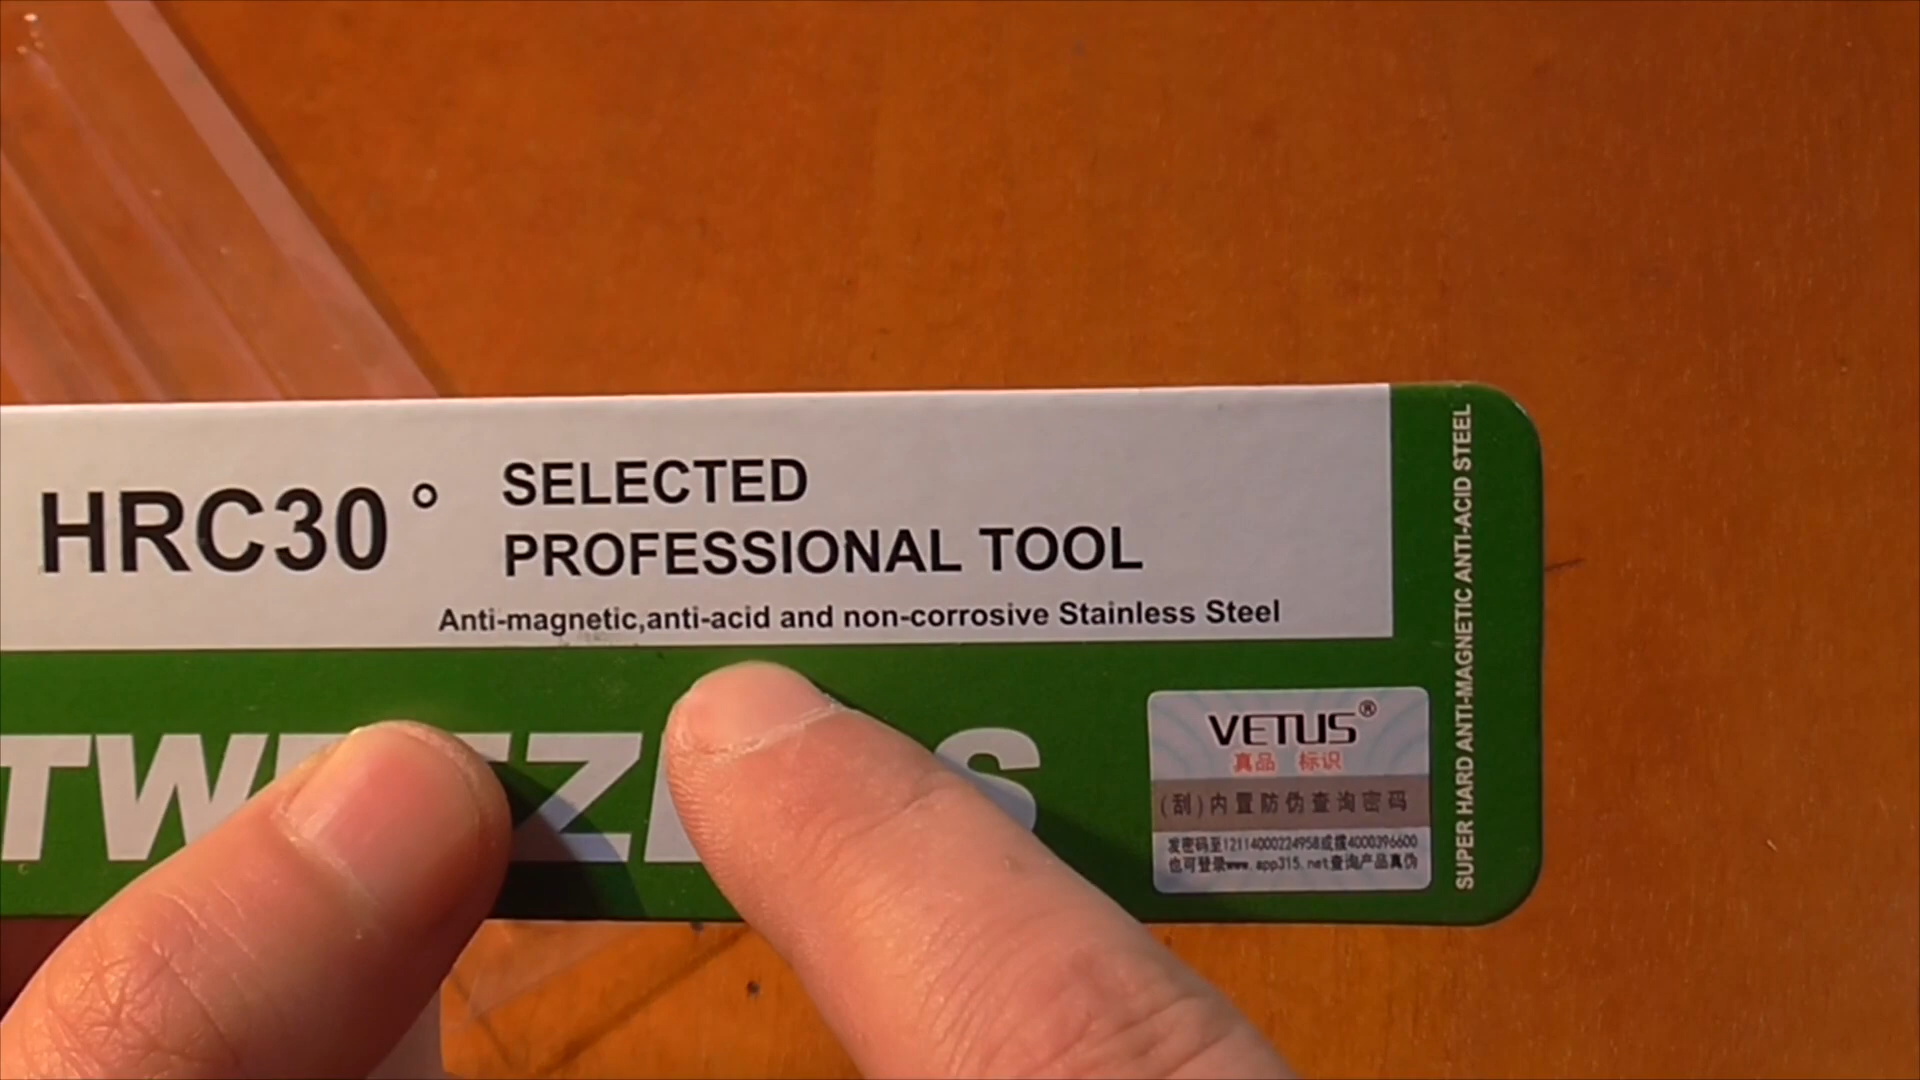 HRC30°
SELECTED
PROFESSIONAL TOOL
Anti-magnetic,anti-acid and non-corrosive Stainless Steel
VETUS®
真品 标识
(刮)内置防伪查询密码
发密码至12114000224958或拨4000396600
也可登录www.app315.net查询产品真伪
SUPER HARD ANTI-MAGNETIC ANTI-ACID STEEL